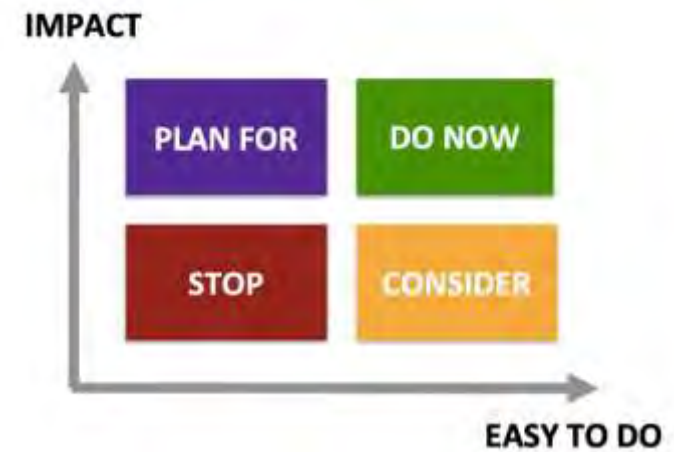 IMPACT
PLAN FOR
DO NOW
STOP
CONSIDER
EASY TO DO